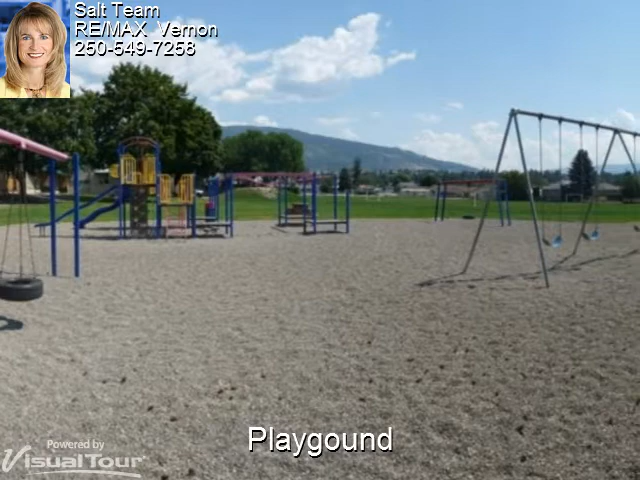 Salt Team
RE/MAX Vernon
250-549-7258
Playgound
Powered by
VISUALTOUR